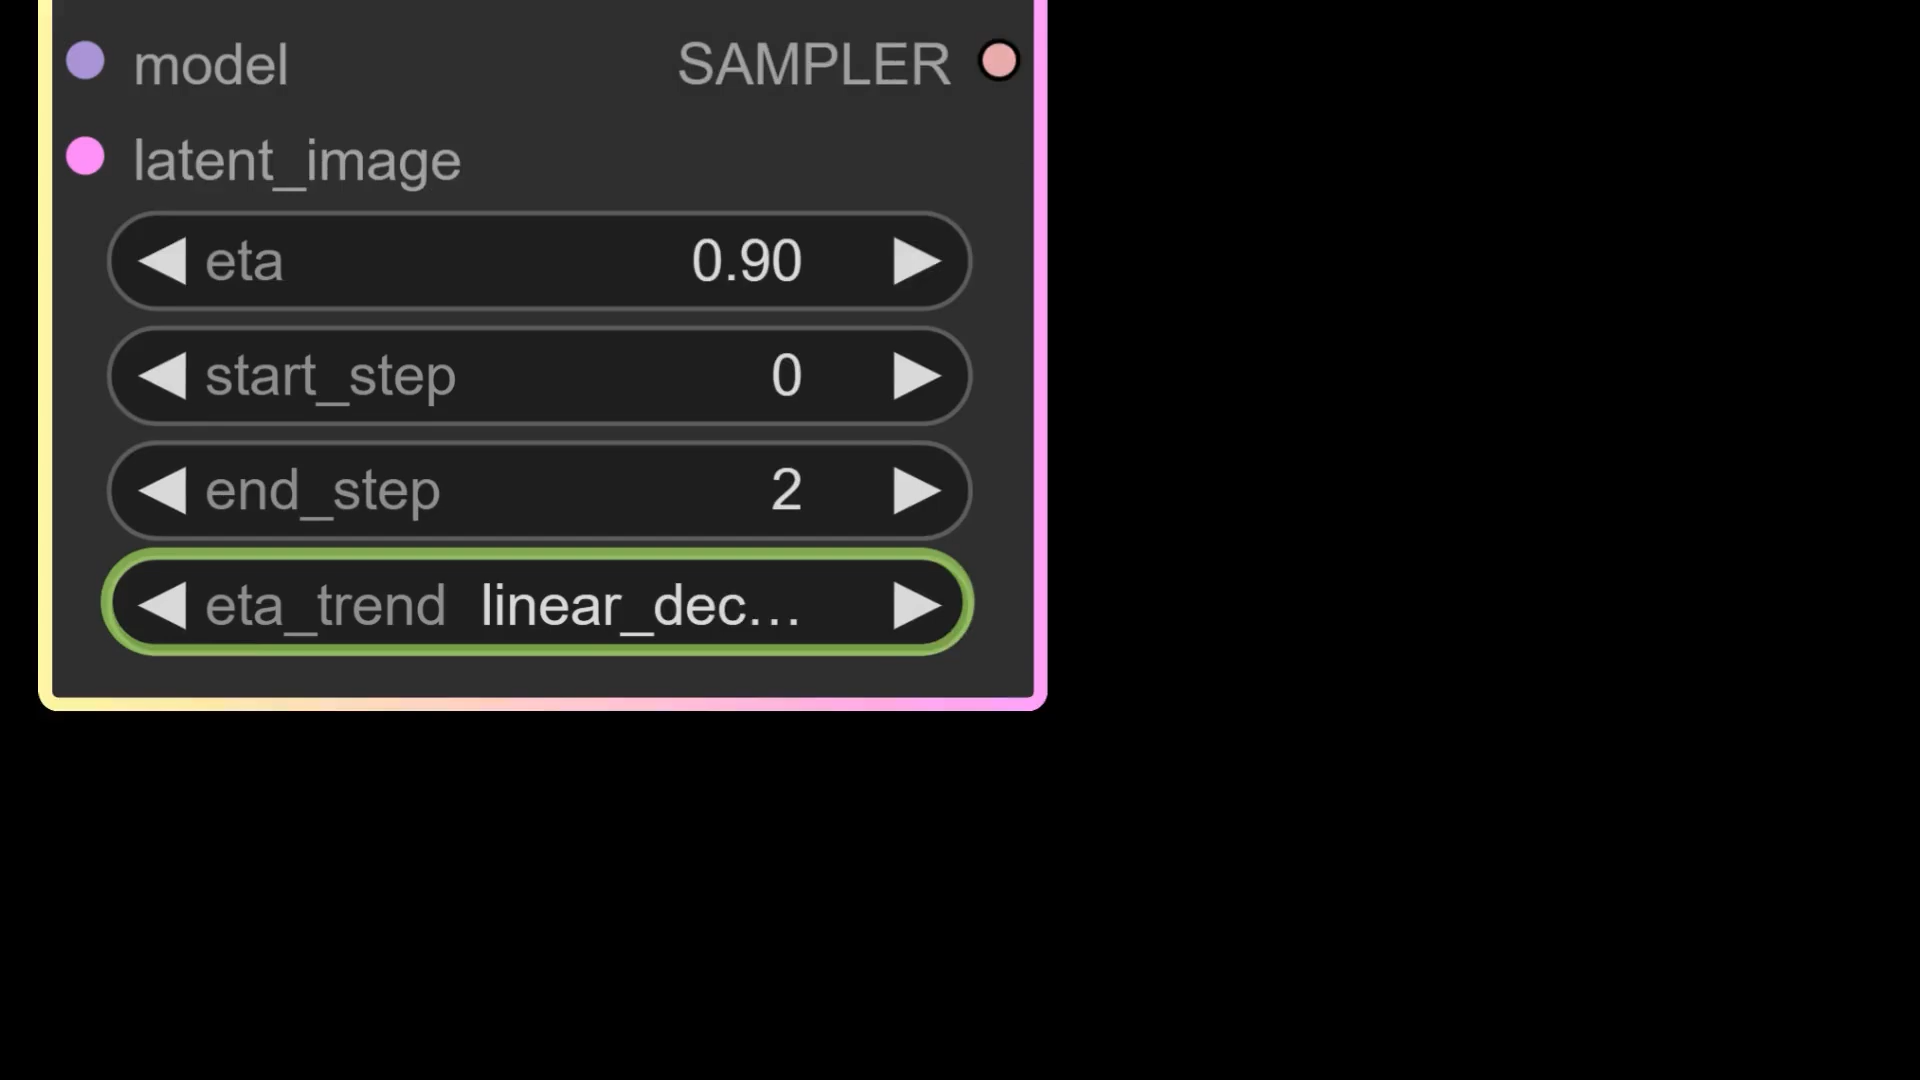 model SAMPLER
latent_image
eta 0.90
start_step 0
end_step 2
eta_trend linear_dec...